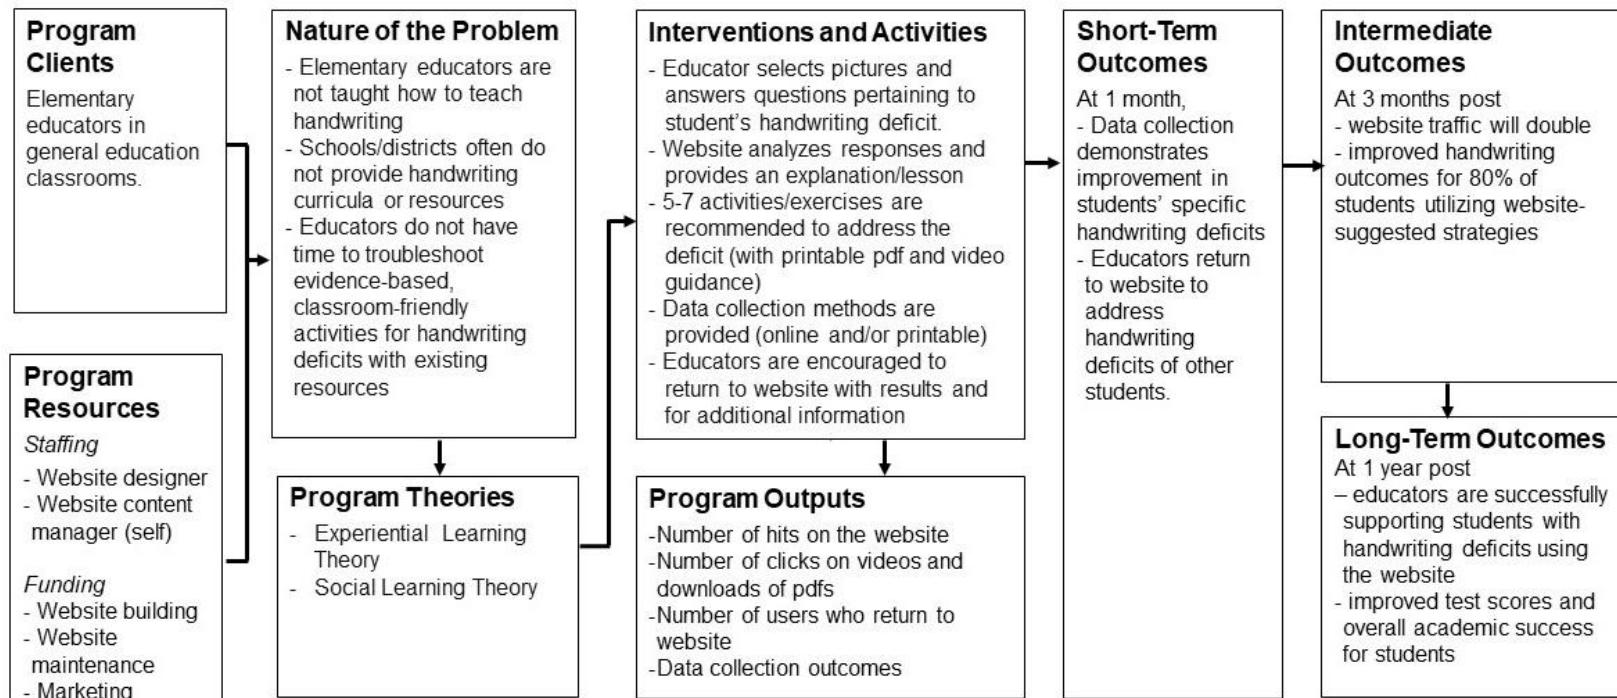 Program
Clients
Elementary
educators in
general education
classrooms.
Program
Resources
Staffing
- Website designer
- Website content
manager (self)
Funding
- Website building
- Website
maintenance
- Marketing
Nature of the Problem
- Elementary educators are
not taught how to teach
handwriting
- Schools/districts often do
not provide handwriting
curricula or resources
- Educators do not have
time to troubleshoot
evidence-based,
classroom-friendly
activities for handwriting
deficits with existing
resources
Program Theories
- Experiential Learning
Theory
- Social Learning Theory
Interventions and Activities
- Educator selects pictures and
answers questions pertaining to
student's handwriting deficit.
- Website analyzes responses and
provides an explanation/lesson
- 5-7 activities/exercises are
recommended to address the
deficit (with printable pdf and video
guidance)
- Data collection methods are
provided (online and/or printable)
- Educators are encouraged to
return to website with results and
for additional information
Program Outputs
-Number of hits on the website
-Number of clicks on videos and
downloads of pdfs
-Number of users who return to
website
-Data collection outcomes
Short-Term
Outcomes
At 1 month,
- Data collection
demonstrates
improvement in
students' specific
handwriting deficits
- Educators return
to website to
address
handwriting
deficits of other
students.
Intermediate
Outcomes
At 3 months post
- website traffic will double
- improved handwriting
outcomes for 80% of
students utilizing website-
suggested strategies
Long-Term Outcomes
At 1 year post
– educators are successfully
supporting students with
handwriting deficits using
the website
- improved test scores and
overall academic success
for students